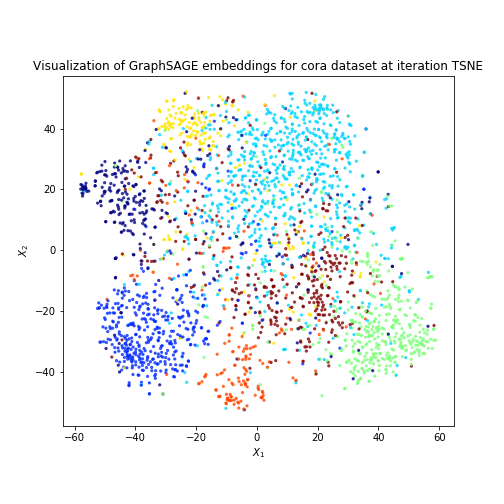 Visualization of GraphSAGE embeddings for cora dataset at iteration TSNE
40
20
0
−20
−40
X2
−60 −40 −20 0 20 40 60
X1